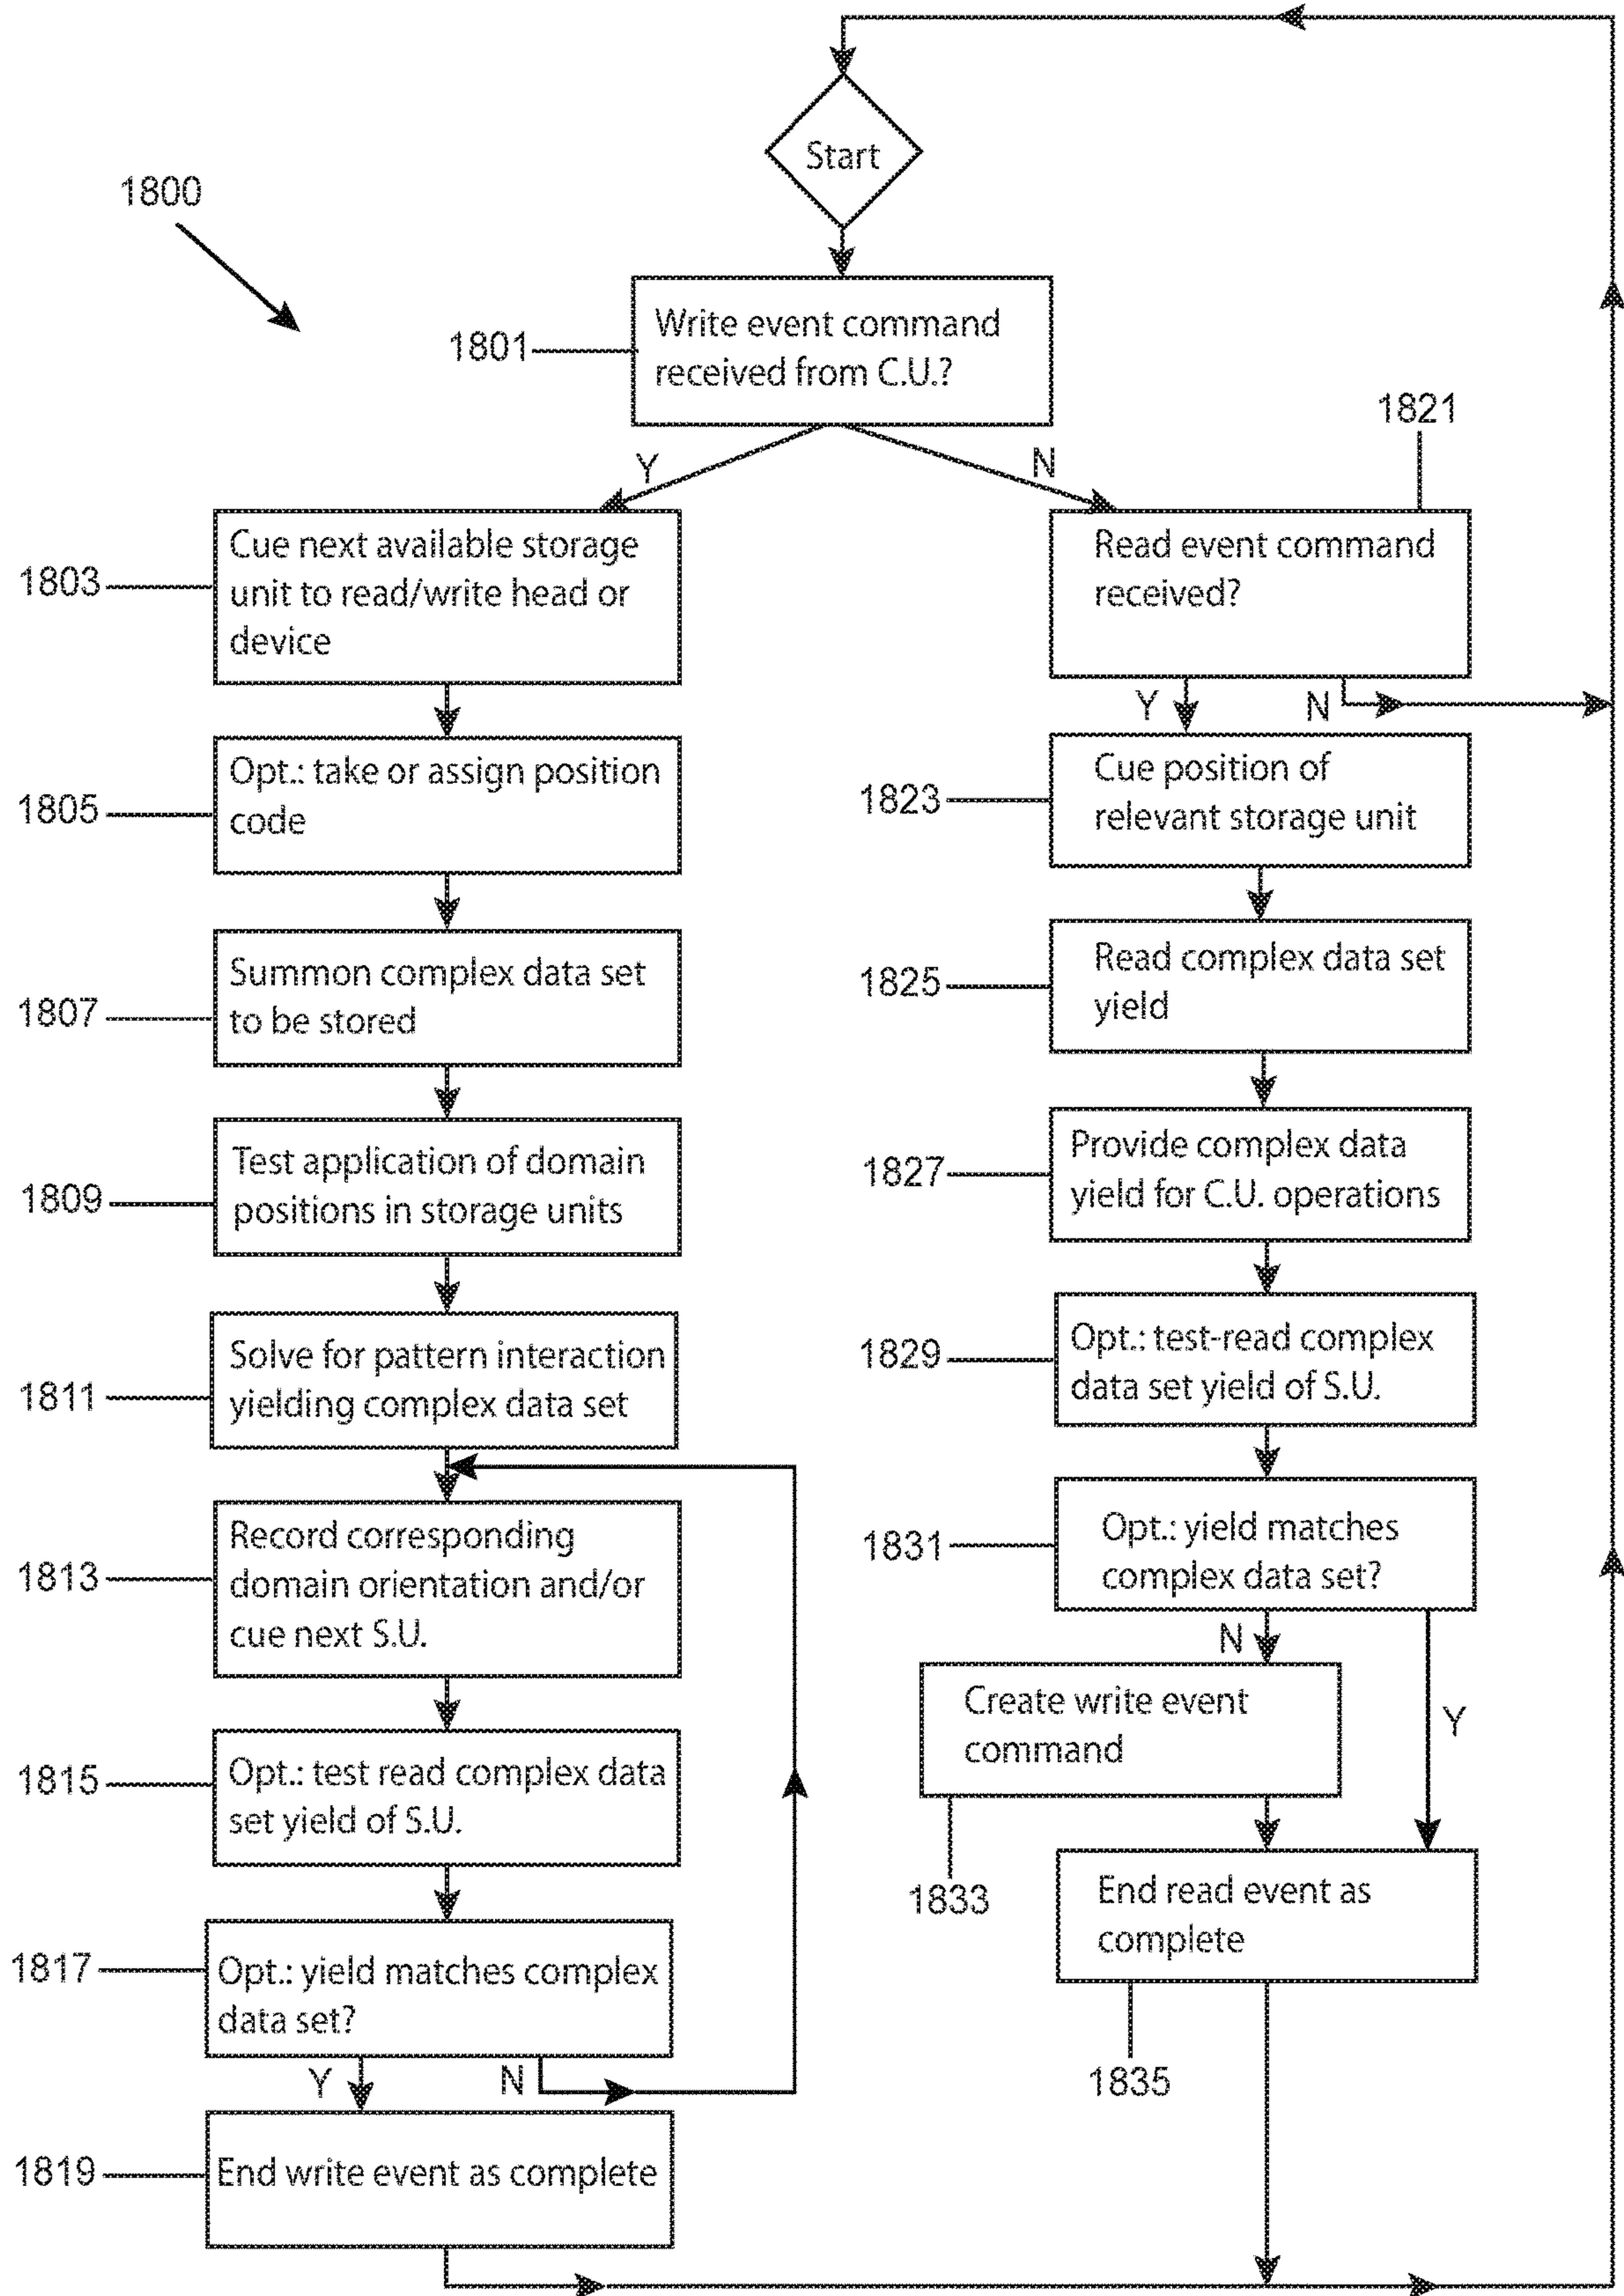 Start
1800
Write event command
received from C.U.?
1801
1821
Y
N
Cue next available storage
unit to read/write head or
device
1803
Read event command
received?
Y
N
Opt.: take or assign position
code
1805
Cue position of
relevant storage unit
1823
Summon complex data set
to be stored
1807
Read complex data set
yield
1825
Test application of domain
positions in storage units
1809
Provide complex data
yield for C.U. operations
1827
Solve for pattern interaction
yielding complex data set
1811
Opt.: test-read complex
data set yield of S.U.
1829
Record corresponding
domain orientation and/or
cue next S.U.
1813
Opt.: yield matches
complex data set?
1831
N
Y
Opt.: test read complex data
set yield of S.U.
1815
Create write event
command
1833
Opt.: yield matches complex
data set?
1817
End read event as
complete
1835
Y
N
End write event as complete
1819